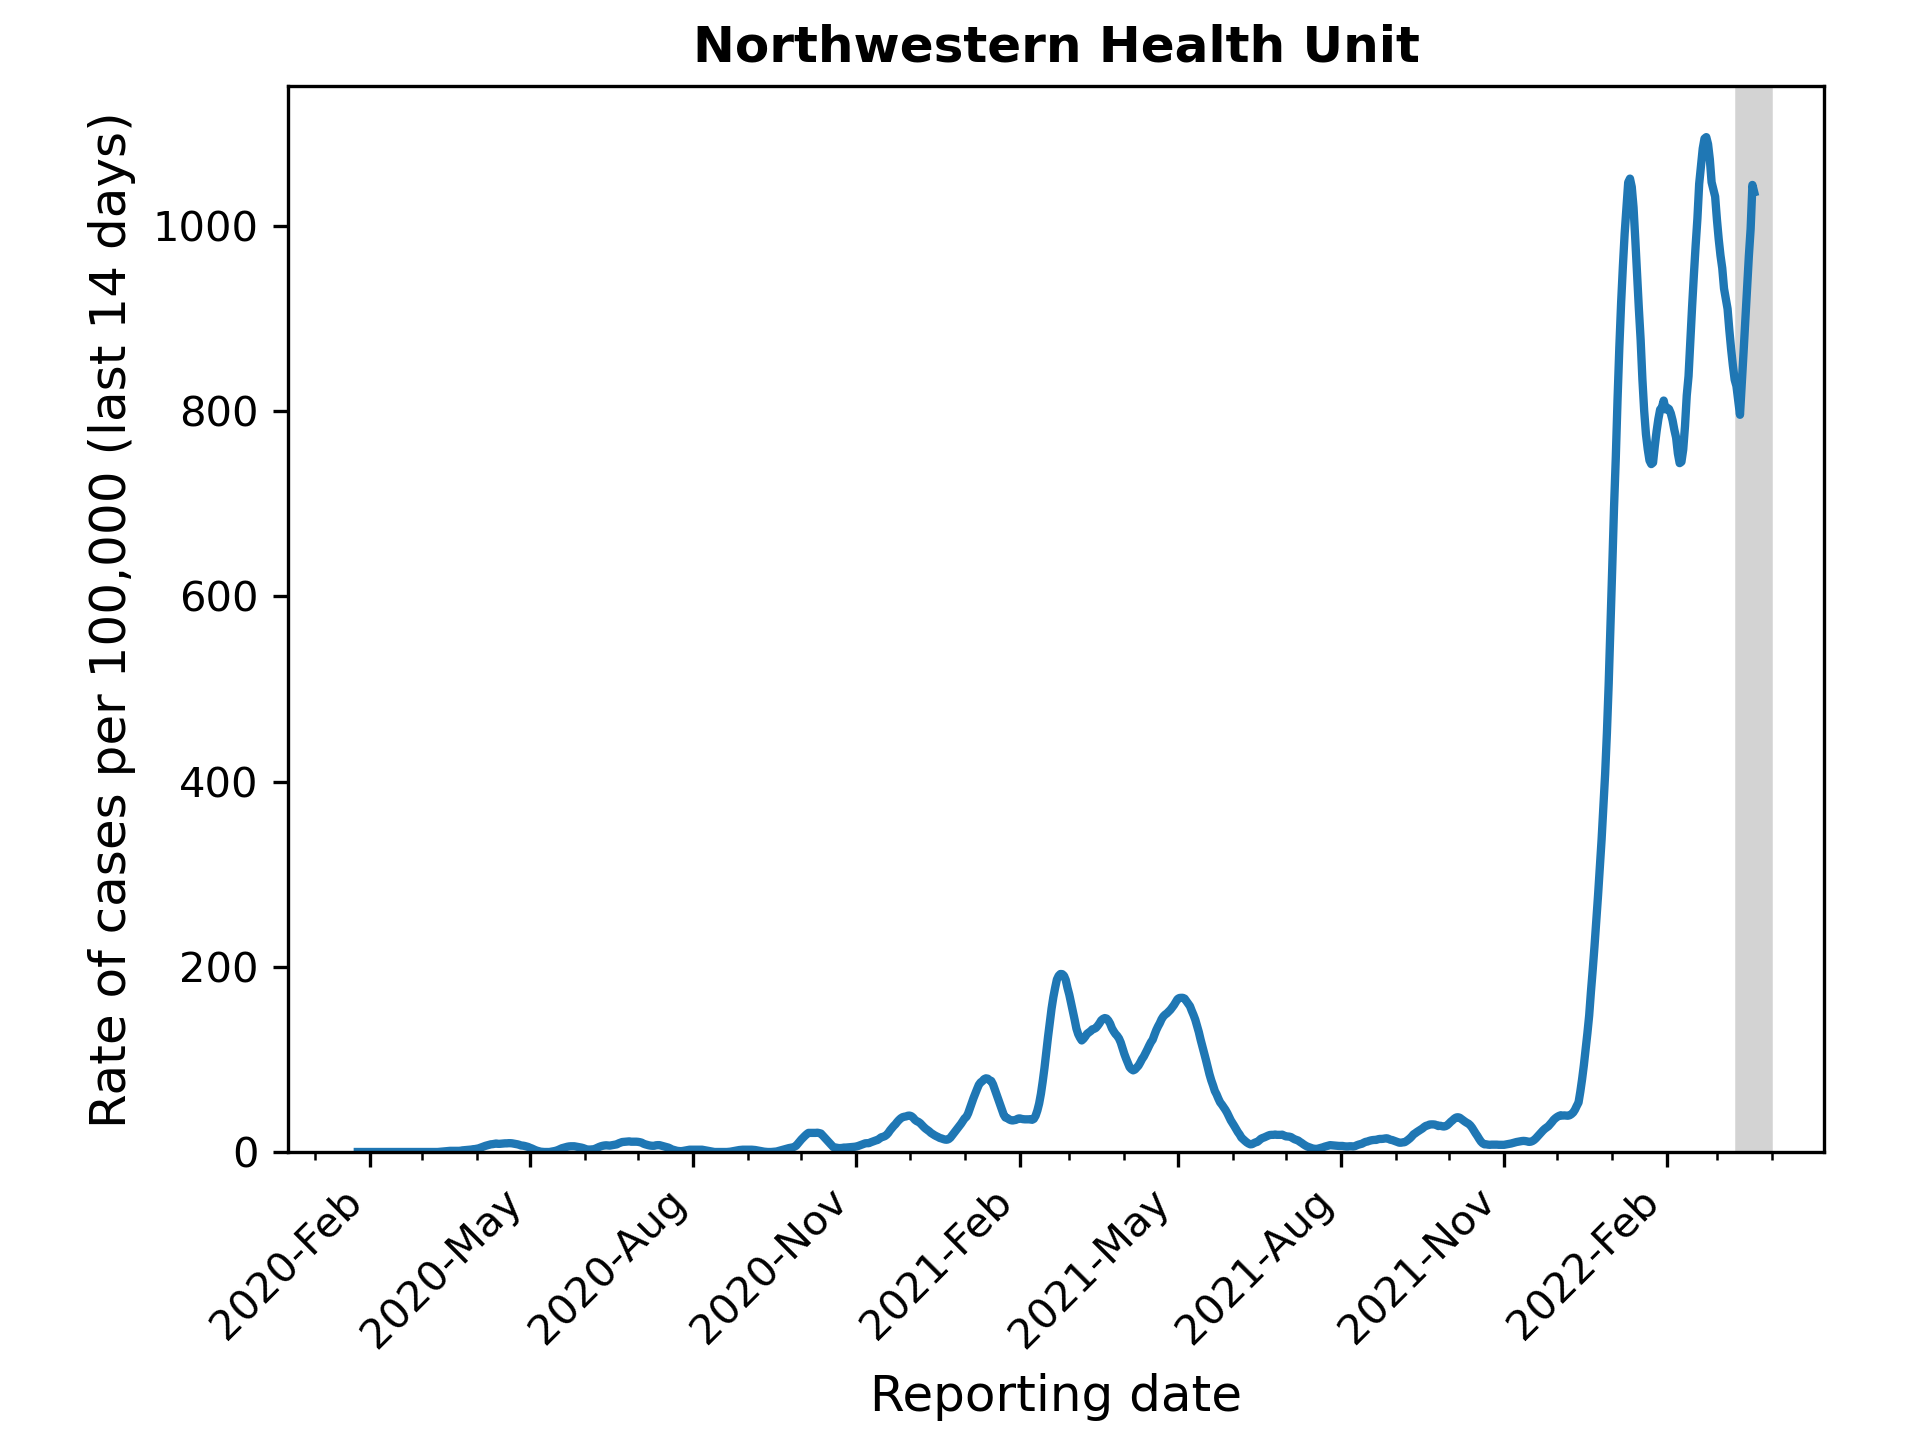 Northwestern Health Unit
Rate of cases per 100,000 (last 14 days)
1000
800
600
400
200
0
2020-Feb
2020-May
2020-Aug
2020-Nov
2021-Feb
2021-May
2021-Aug
2021-Nov
2022-Feb
Reporting date